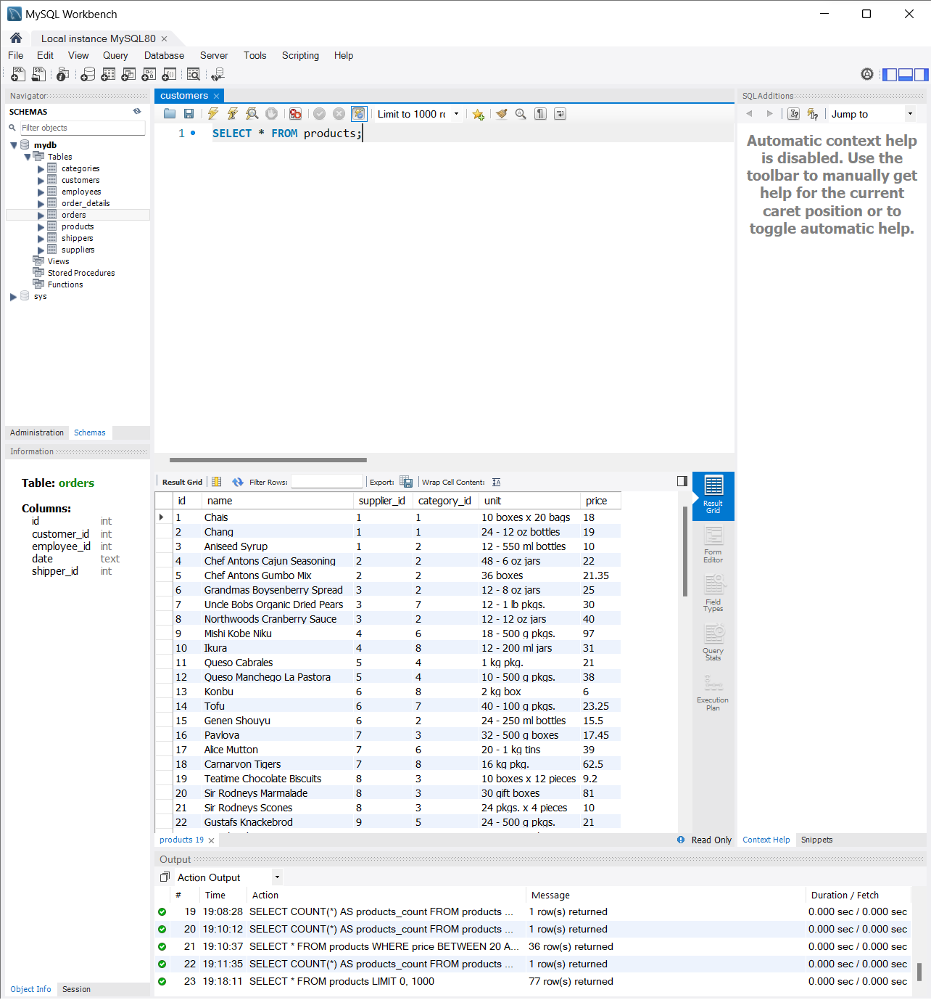 MySQL Workbench
Local instance MySQL80
File Edit View Query Database Server Tools Scripting Help
Navigator
SCHEMAS
Filter objects
mydb
Tables
categories
customers
employees
order_details
orders
products
shippers
suppliers
Views
Stored Procedures
Functions
sys
Administration Schemas
Information
Table: orders
Columns:
id int
customer_id int
employee_id int
date text
shipper_id int
Object Info Session
customers
Limit to 1000 rc
1 SELECT * FROM products;
Result Grid Filter Rows: Export: Wrap Cell Content:
id name supplier_id category_id unit price
1 Chais 1 1 10 boxes x 20 bags 18
2 Chang 1 1 24 - 12 oz bottles 19
3 Aniseed Syrup 1 2 12 - 550 ml bottles 10
4 Chef Antons Cajun Seasoning 2 2 48 - 6 oz jars 22
5 Chef Antons Gumbo Mix 2 2 36 boxes 21.35
6 Grandmas Boysenberry Spread 3 2 12 - 8 oz jars 25
7 Uncle Bobs Organic Dried Pears 3 7 12 - 1 lb pkgs. 30
8 Northwoods Cranberry Sauce 3 2 12 - 12 oz jars 40
9 Mishi Kobe Niku 4 6 18 - 500 g pkgs. 97
10 Ikura 4 8 12 - 200 ml jars 31
11 Queso Cabrales 5 4 1 kg pkg. 21
12 Queso Manchego La Pastora 5 4 10 - 500 g pkgs. 38
13 Konbu 6 8 2 kg box 6
14 Tofu 6 7 40 - 100 g pkgs. 23.25
15 Genen Shouyu 6 2 24 - 250 ml bottles 15.5
16 Pavlova 7 3 32 - 500 g boxes 17.45
17 Alice Mutton 7 6 20 - 1 kg tins 39
18 Carnarvon Tigers 7 8 16 kg pkg. 62.5
19 Teatime Chocolate Biscuits 8 3 10 boxes x 12 pieces 9.2
20 Sir Rodneys Marmalade 8 3 30 gift boxes 81
21 Sir Rodneys Scones 8 3 24 pkgs. x 4 pieces 10
22 Gustafs Knackebrod 9 5 24 - 500 g pkgs. 21
Result
Grid
Form
Editor
Field
Types
Query
Stats
Execution
Plan
products 19
Read Only
SQLAdditions
Jump to
Automatic context help
is disabled. Use the
toolbar to manually get
help for the current
caret position or to
toggle automatic help.
Context Help Snippets
Output
Action Output
# Time Action Message Duration / Fetch
19 19:08:28 SELECT COUNT(*) AS products_count FROM products ... 1 row(s) returned 0.000 sec / 0.000 sec
20 19:10:12 SELECT COUNT(*) AS products_count FROM products ... 1 row(s) returned 0.000 sec / 0.000 sec
21 19:10:37 SELECT * FROM products WHERE price BETWEEN 20 A... 36 row(s) returned 0.000 sec / 0.000 sec
22 19:11:35 SELECT COUNT(*) AS products_count FROM products ... 1 row(s) returned 0.000 sec / 0.000 sec
23 19:18:11 SELECT * FROM products LIMIT 0, 1000 77 row(s) returned 0.000 sec / 0.000 sec